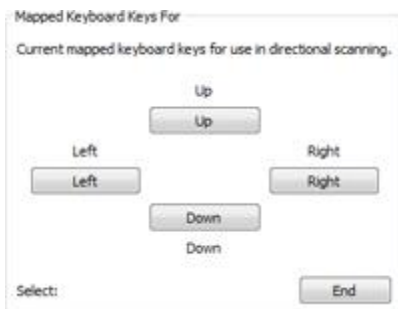 Mapped Keyboard Keys For
Current mapped keyboard keys for use in directional scanning.
Up
Up
Left Right
Left Right
Down
Down
Select: End